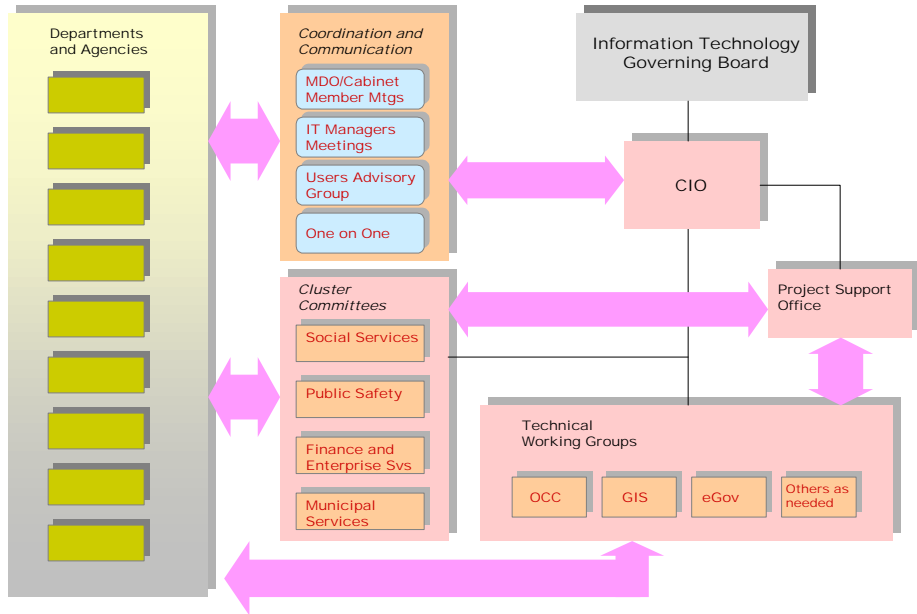 Departments
and Agencies
Coordination and
Communication
MDO/Cabinet
Member Mtgs
IT Managers
Meetings
Users Advisory
Group
One on One
Information Technology
Governing Board
CIO
Cluster
Committees
Social Services
Public Safety
Finance and
Enterprise Svs
Municipal
Services
Project Support
Office
Technical
Working Groups
OCC
GIS
eGov
Others as
needed